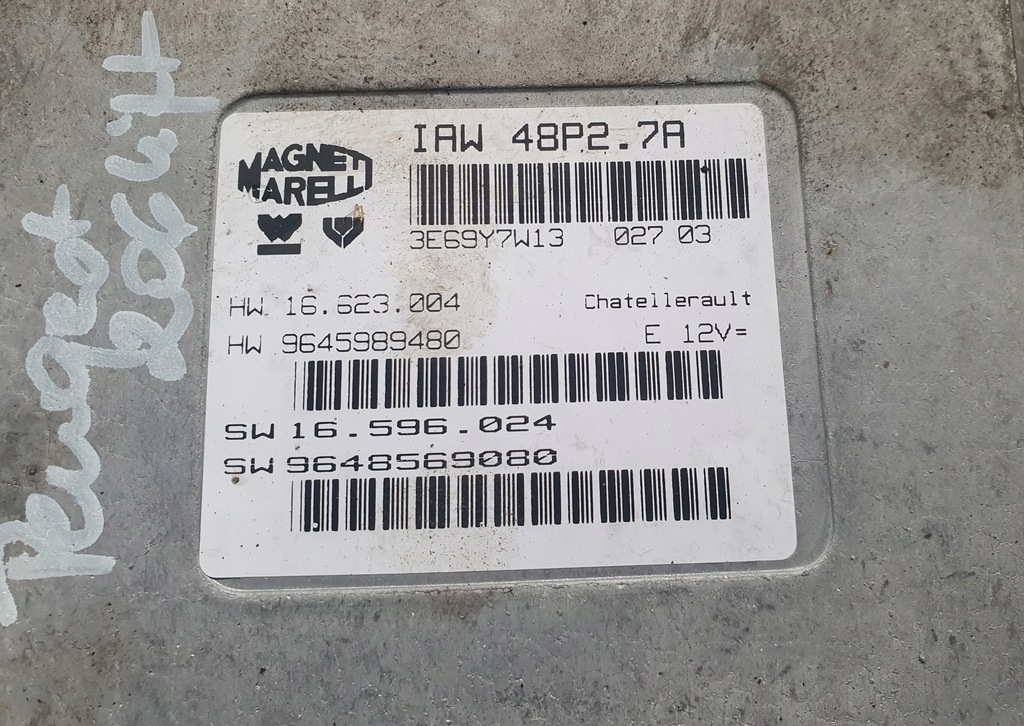 MAGNETI
MARELLI
IAW 48P2.7A
3E69Y7W13 027 03
HW 16.623.004 Chatellerault
HW 9645989480 E 12V=
SW 16.596.024
SW 9648569080